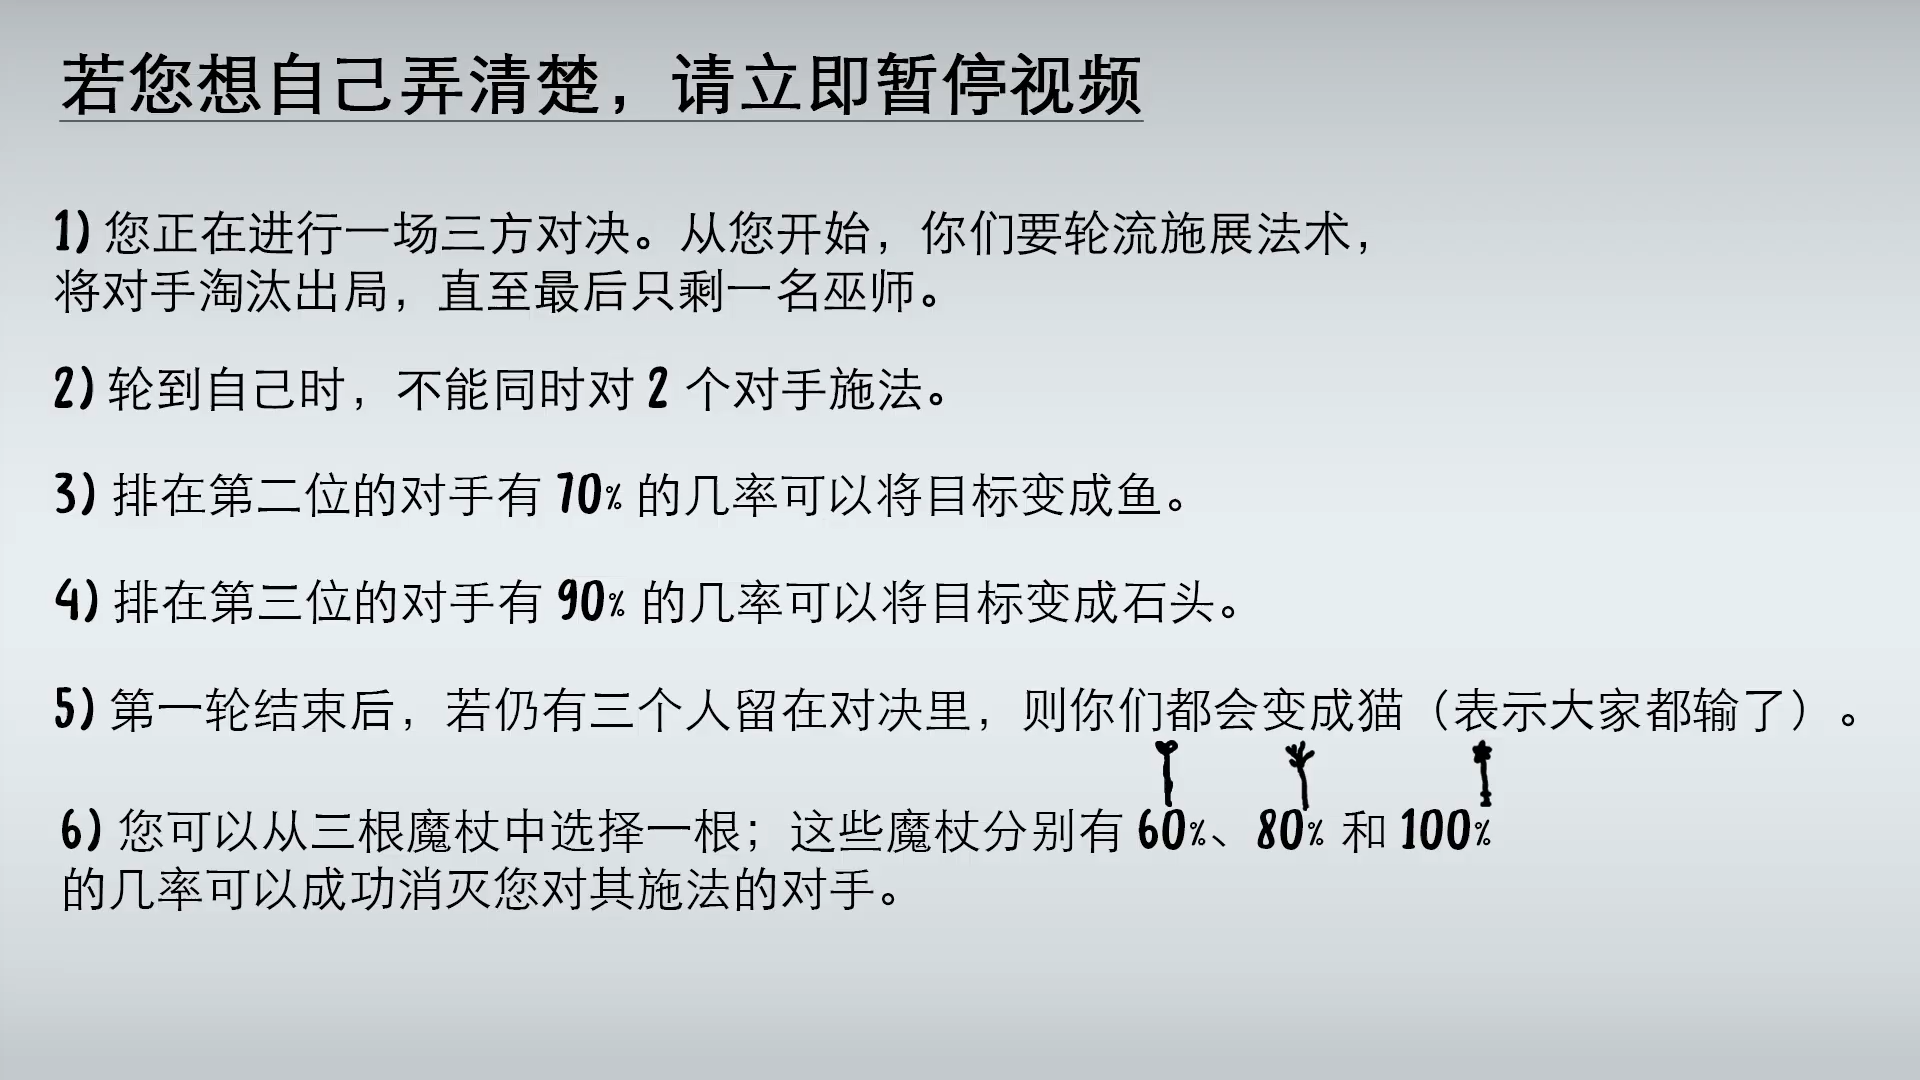 若您想自己弄清楚，请立即暂停视频
1) 您正在进行一场三方对决。从您开始，你们要轮流施展法术，
将对手淘汰出局，直至最后只剩一名巫师。
2) 轮到自己时，不能同时对 2 个对手施法。
3) 排在第二位的对手有 70% 的几率可以将目标变成鱼。
4) 排在第三位的对手有 90% 的几率可以将目标变成石头。
5) 第一轮结束后，若仍有三个人留在对决里，则你们都会变成猫（表示大家都输了）。
6) 您可以从三根魔杖中选择一根；这些魔杖分别有 60%、80% 和 100%
的几率可以成功消灭您对其施法的对手。